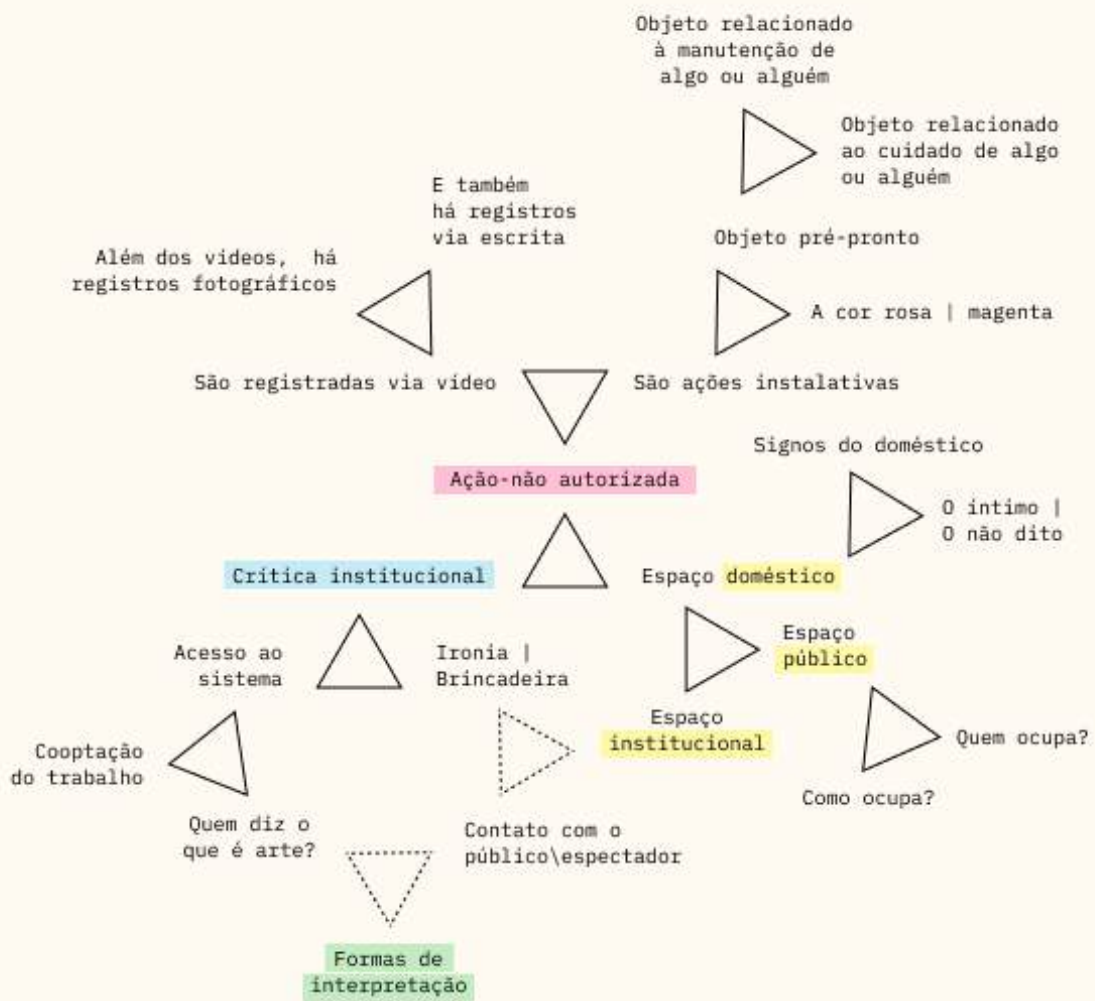 Objeto relacionado
à manutenção de
algo ou alguém
Objeto relacionado
ao cuidado de algo
ou alguém
E também
há registros
via escrita
Objeto pré-pronto
Além dos vídeos, há
registros fotográficos
A cor rosa | magenta
São registradas via vídeo
São ações instalativas
Signos do doméstico
Ação-não autorizada
O íntimo |
O não dito
Crítica institucional
Espaço doméstico
Acesso ao
sistema
Ironia |
Brincadeira
Espaço
público
Espaço
institucional
Quem ocupa?
Cooptação
do trabalho
Como ocupa?
Quem diz o
que é arte?
Contato com o
público\espectador
Formas de
interpretação